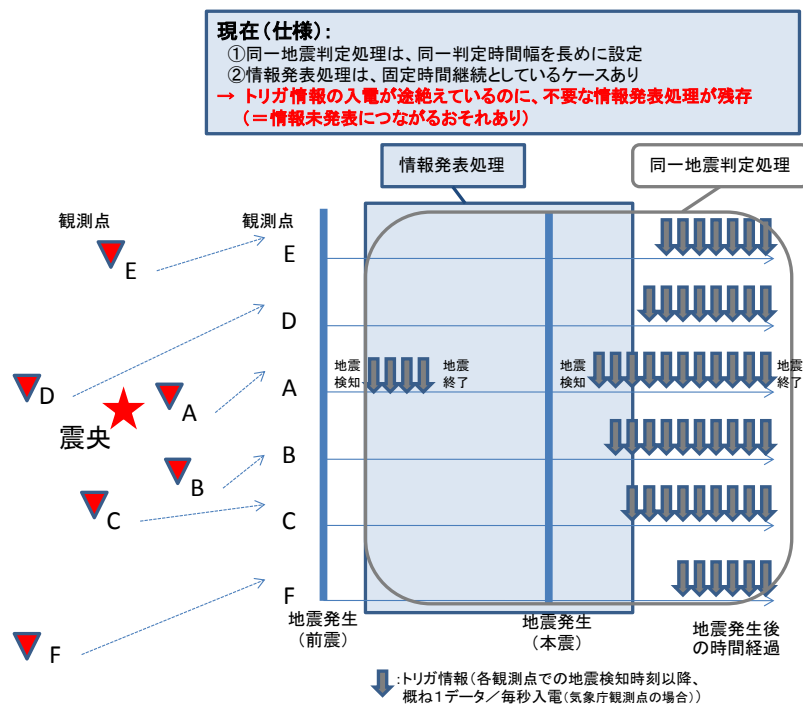 現在(仕様):
①同一地震判定処理は、同一判定時間幅を長めに設定
②情報発表処理は、固定時間継続としているケースあり
→ トリガ情報の入電が途絶えているのに、不要な情報発表処理が残存
(=情報未発表につながるおそれあり)
情報発表処理
同一地震判定処理
観測点
観測点
E
E
D
D
地震
検知
地震
終了
地震
検知
地震
終了
A
A
震央
B
B
C
C
F
F
地震発生
(前震)
地震発生
(本震)
地震発生後
の時間経過
:トリガ情報(各観測点での地震検知時刻以降、
概ね1データ/毎秒入電(気象庁観測点の場合))